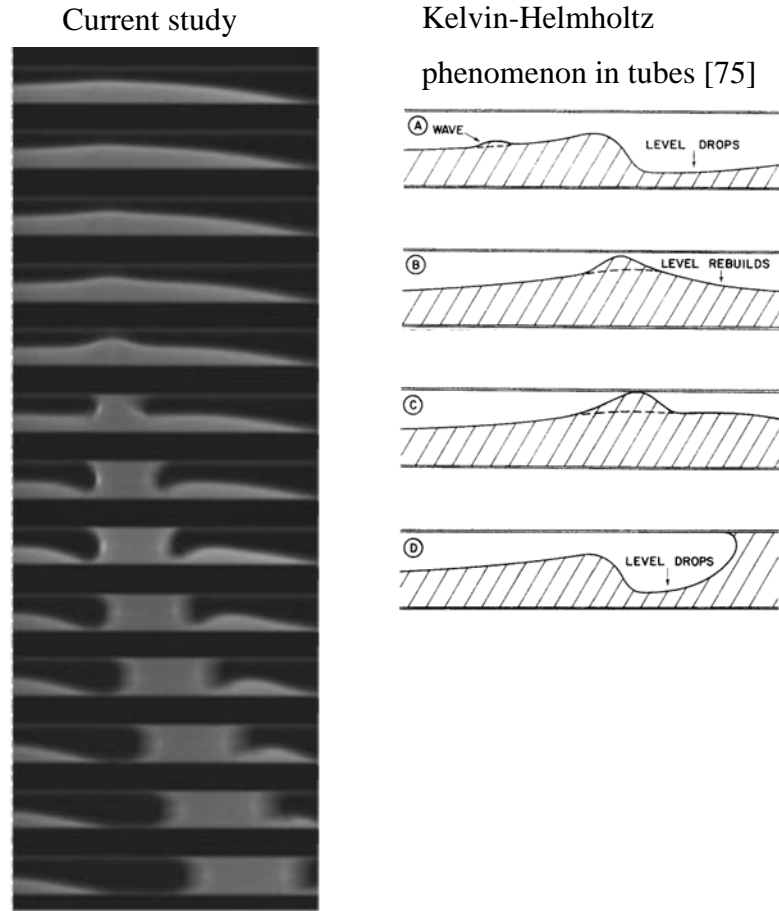 Current study
Kelvin-Helmholtz
phenomenon in tubes [75]
A
WAVE
LEVEL DROPS
B
LEVEL REBUILDS
C
D
LEVEL DROPS